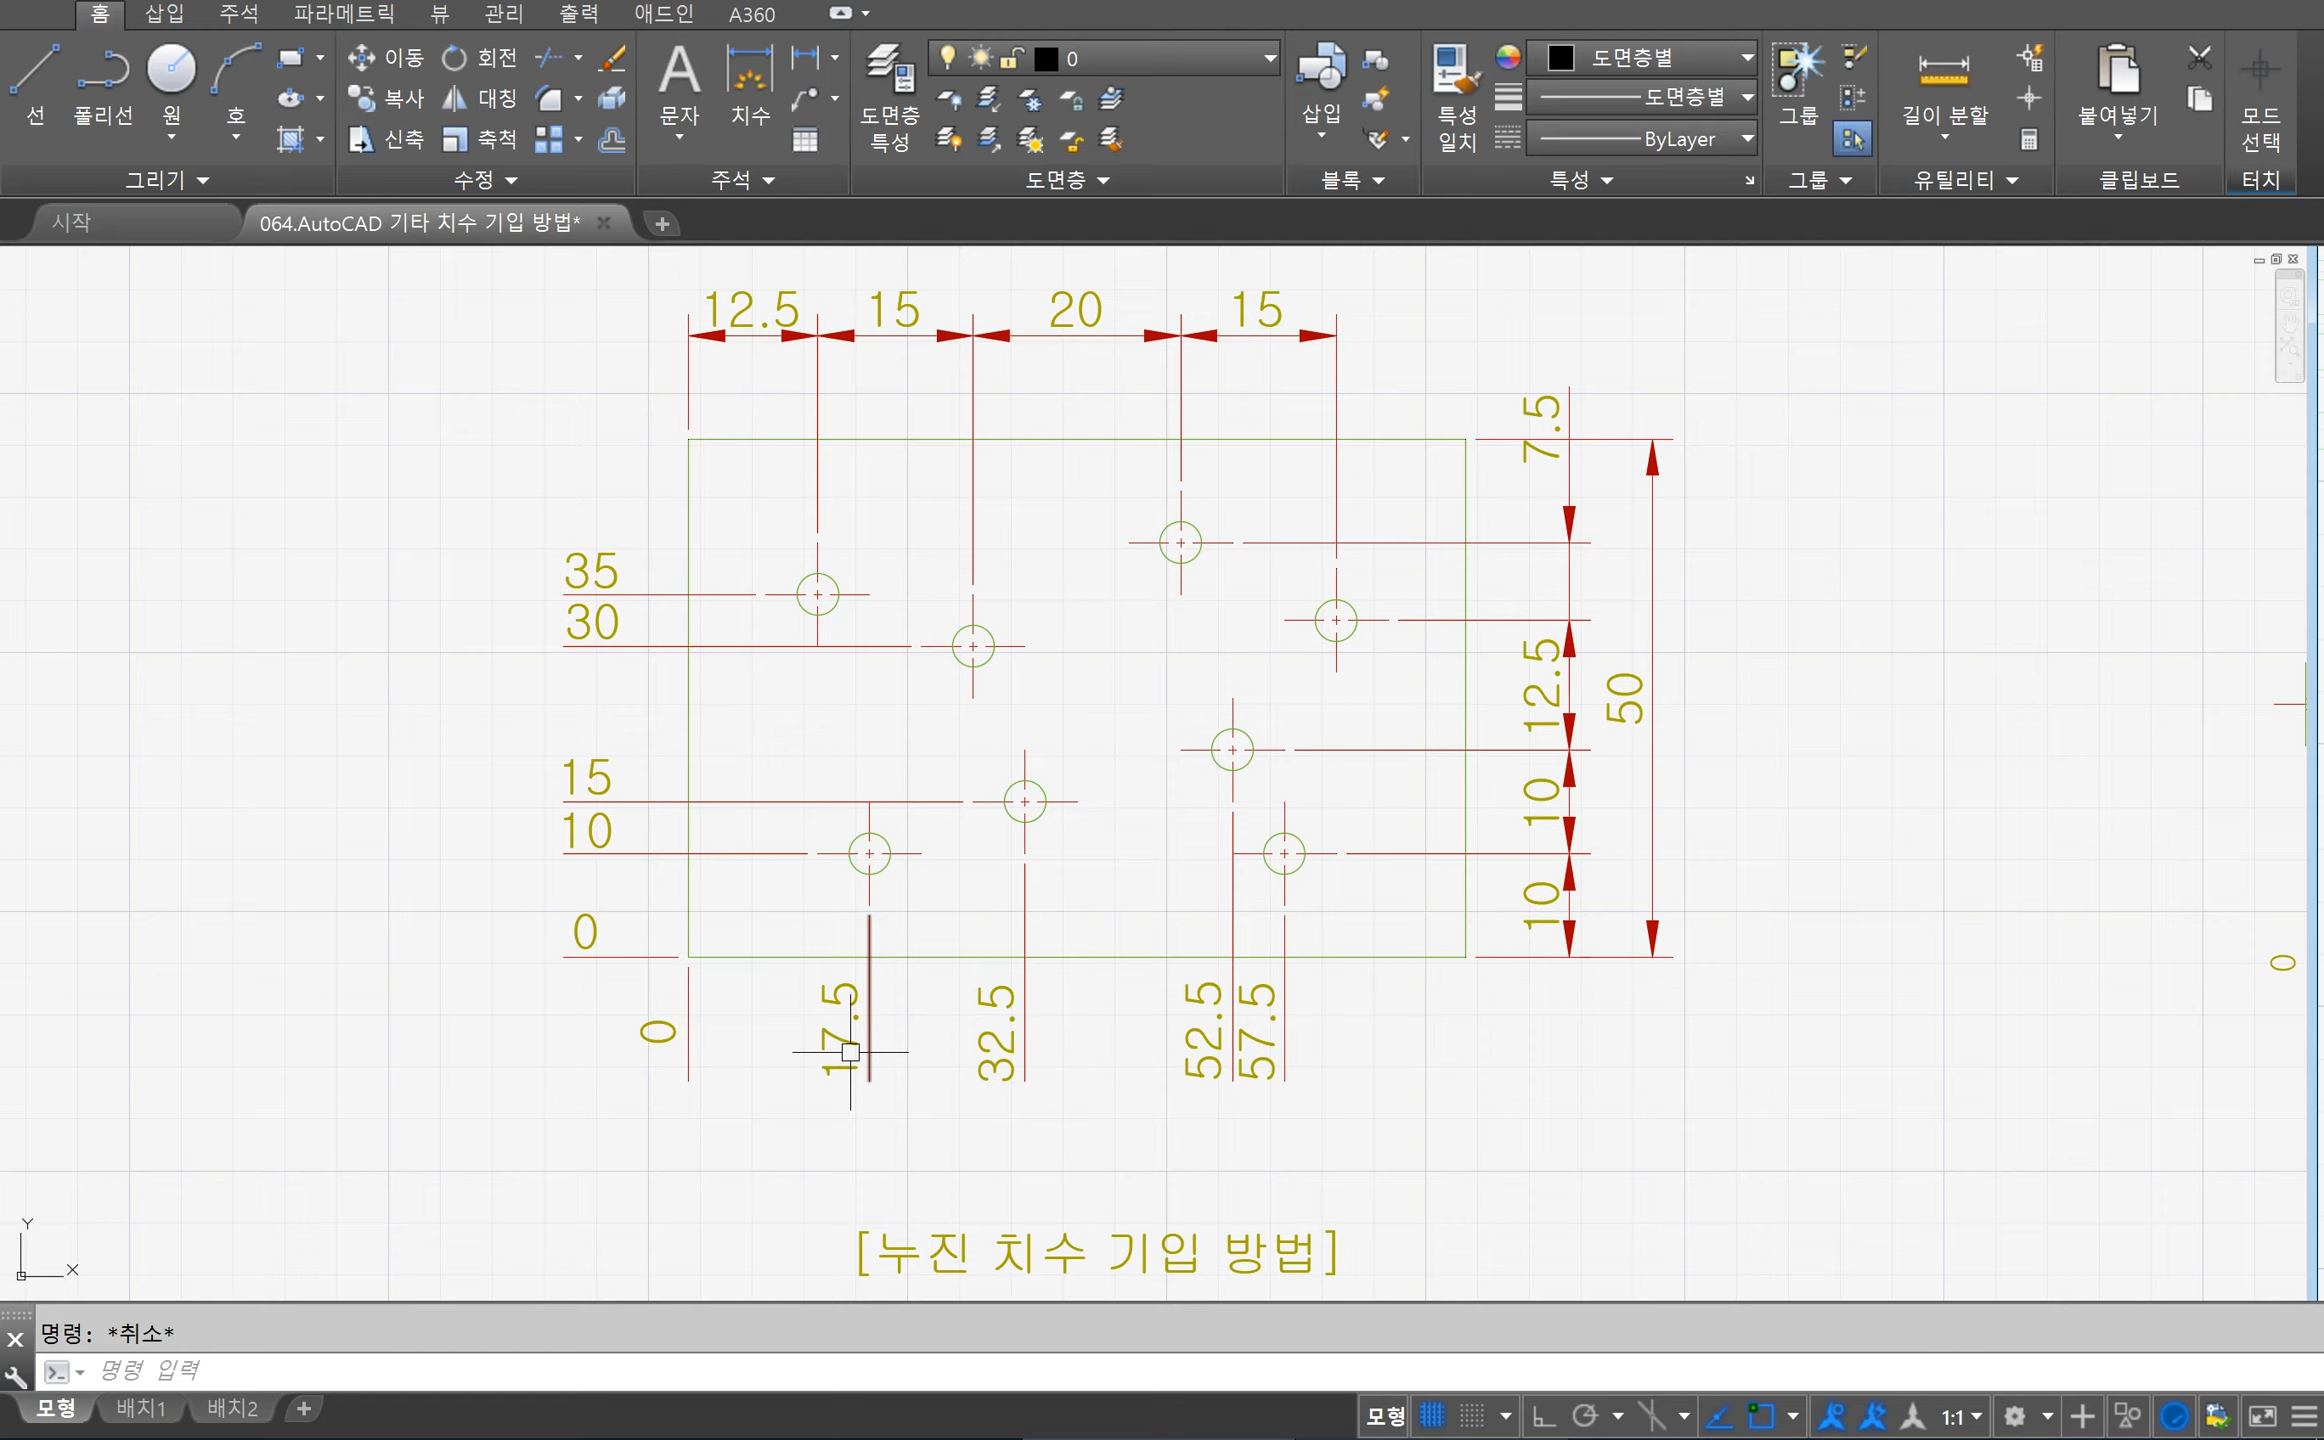 홈 삽입 주석 파라메트릭 뷰 관리 출력 애드인 A360
선 폴리선 원 호
이동 회전
복사 대칭
신축 축척
문자 치수
도면층 특성
0
삽입
특성 일치
도면층별
도면층별
ByLayer
그룹
길이 분할
붙여넣기
모드 선택
그리기 수정 주석 도면층 블록 특성 그룹 유틸리티 클립보드 터치
시작 064.AutoCAD 기타 치수 기입 방법*
12.5 15 20 15
7.5
35
30
12.5
50
15
10
10
10
0
0
0
17.5
32.5
52.5
57.5
[누진 치수 기입 방법]
Y
X
명령: *취소*
명령 입력
모형 배치1 배치2
모형 1:1